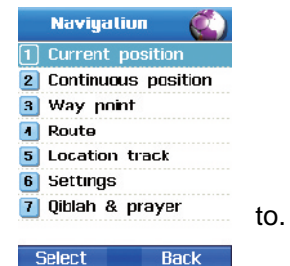 Navigation
1 Current position
2 Continuous position
3 Way point
4 Route
5 Location track
6 Settings
7 Qiblah & prayer
to.
Select Back